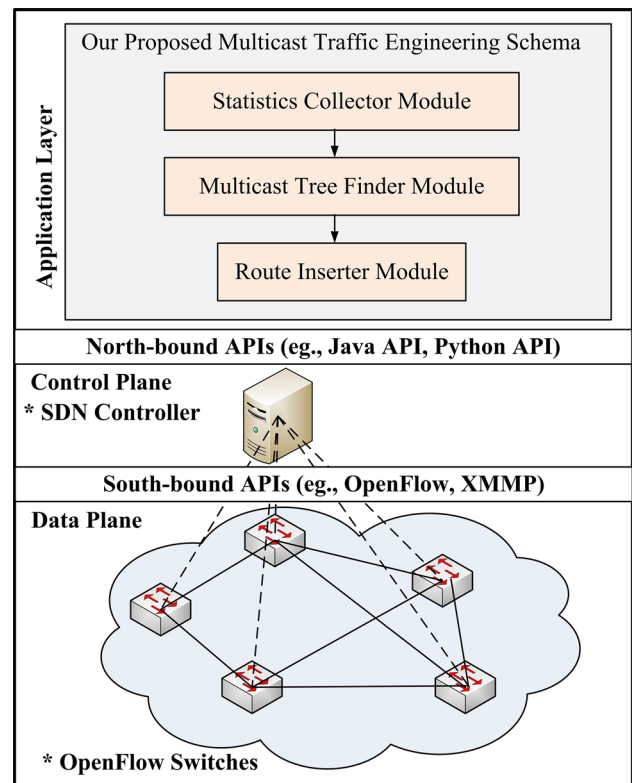 Our Proposed Multicast Traffic Engineering Schema
Application Layer
Statistics Collector Module
Multicast Tree Finder Module
Route Inserter Module
North-bound APIs (eg., Java API, Python API)
Control Plane
* SDN Controller
South-bound APIs (eg., OpenFlow, XMMP)
Data Plane
* OpenFlow Switches